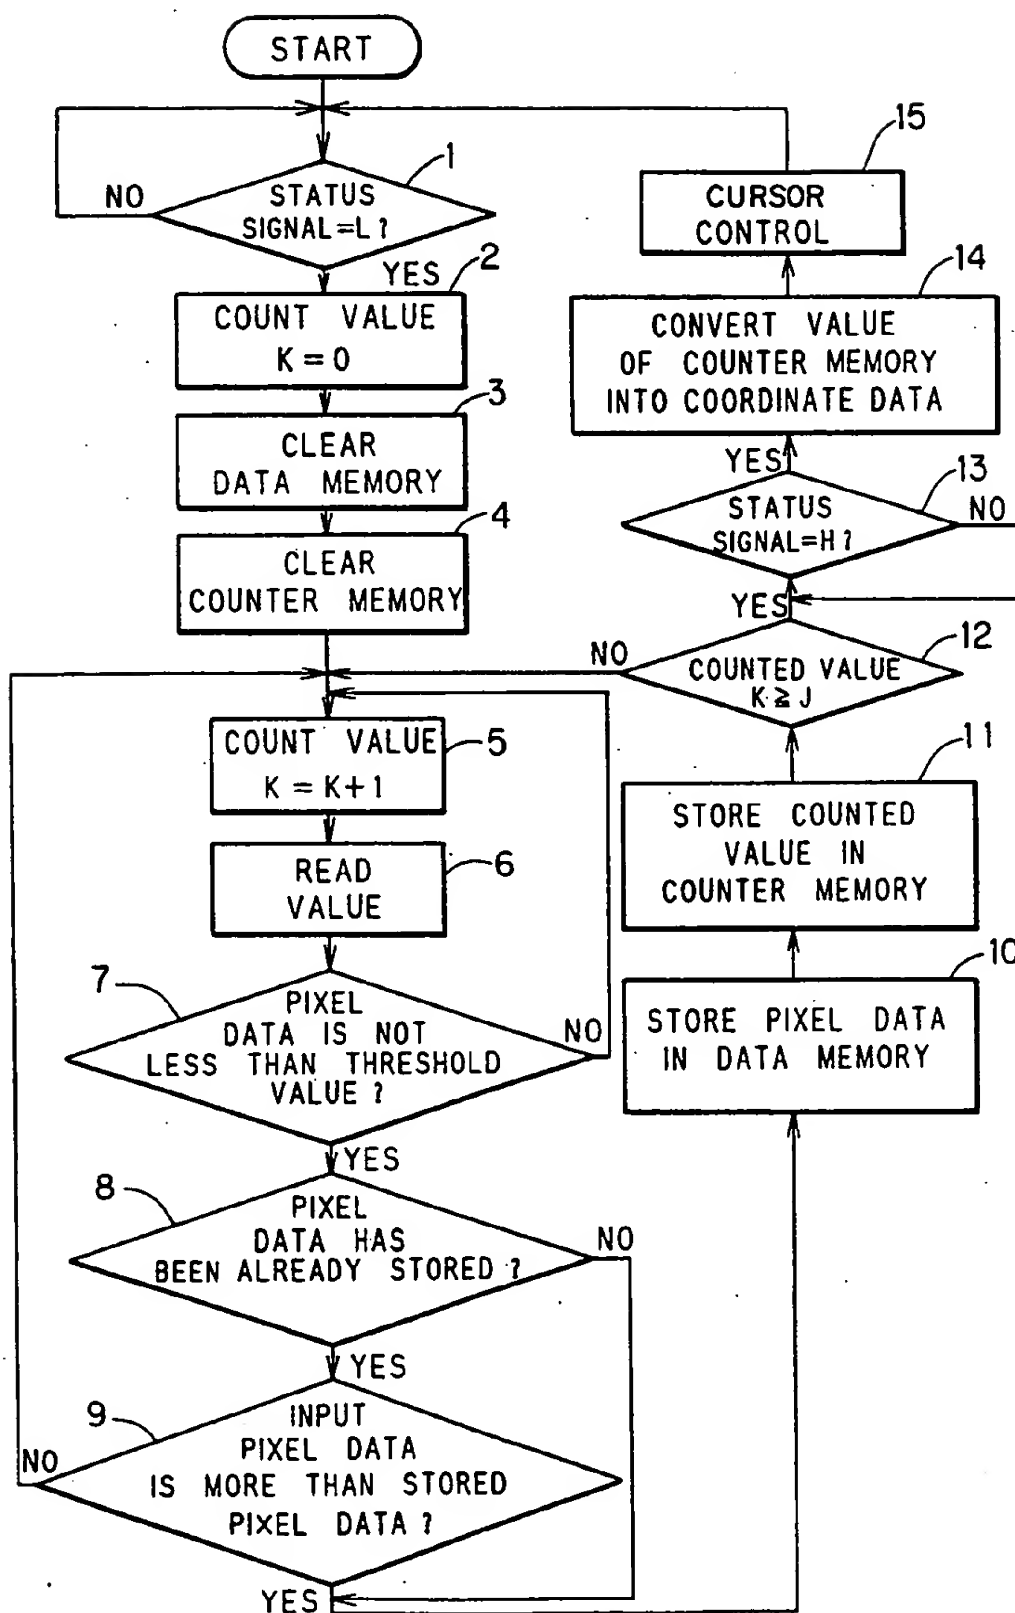 START
1
NO
STATUS
SIGNAL=L?
YES
2
COUNT VALUE
K=0
3
CLEAR
DATA MEMORY
4
CLEAR
COUNTER MEMORY
COUNT VALUE
K=K+1
5
READ
VALUE
6
7
PIXEL
DATA IS NOT
LESS THAN THRESHOLD
VALUE?
NO
YES
8
PIXEL
DATA HAS
BEEN ALREADY STORED?
NO
YES
9
INPUT
PIXEL DATA
IS MORE THAN STORED
PIXEL DATA?
NO
YES
10
STORE PIXEL DATA
IN DATA MEMORY
11
STORE COUNTED
VALUE IN
COUNTER MEMORY
12
COUNTED VALUE
K≧J
NO
YES
13
STATUS
SIGNAL=H?
NO
YES
14
CONVERT VALUE
OF COUNTER MEMORY
INTO COORDINATE DATA
15
CURSOR
CONTROL